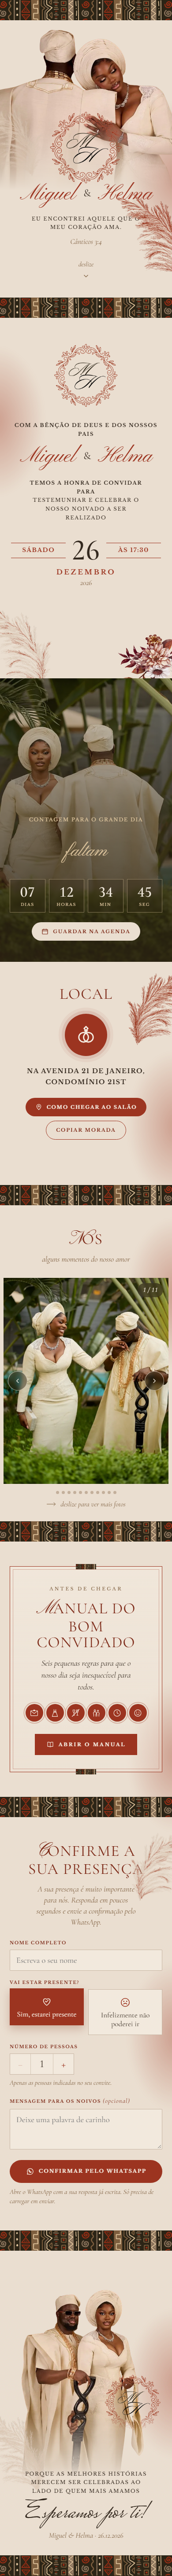 M
H
Miguel & Helma
EU ENCONTREI AQUELE QUE O
MEU CORAÇÃO AMA.
Cânticos 3:4
deslize
M
H
COM A BÊNÇÃO DE DEUS E DOS NOSSOS
PAIS
Miguel & Helma
TEMOS A HONRA DE CONVIDAR
PARA
TESTEMUNHAR E CELEBRAR O
NOSSO NOIVADO A SER
REALIZADO
SÁBADO
26
ÀS 17:30
DEZEMBRO
2026
CONTAGEM PARA O GRANDE DIA
faltam
07 12 34 45
DIAS HORAS MIN SEG
GUARDAR NA AGENDA
LOCAL
NA AVENIDA 21 DE JANEIRO,
CONDOMÍNIO 21ST
COMO CHEGAR AO SALÃO
COPIAR MORADA
NÓS
alguns momentos do nosso amor
1 / 11
deslize para ver mais fotos
ANTES DE CHEGAR
MANUAL DO
BOM
CONVIDADO
Seis pequenas regras para que o
nosso dia seja inesquecível para
todos.
ABRIR O MANUAL
CONFIRME A
SUA PRESENÇA
A sua presença é muito importante
para nós. Responda em poucos
segundos e envie a confirmação pelo
WhatsApp.
NOME COMPLETO
Escreva o seu nome
VAI ESTAR PRESENTE?
Sim, estarei presente
Infelizmente não
poderei ir
NÚMERO DE PESSOAS
− 1 +
Apenas as pessoas indicadas no seu convite.
MENSAGEM PARA OS NOIVOS (opcional)
Deixe uma palavra de carinho
CONFIRMAR PELO WHATSAPP
Abre o WhatsApp com a sua resposta já escrita. Só precisa de
carregar em enviar.
M
H
PORQUE AS MELHORES HISTÓRIAS
MERECEM SER CELEBRADAS AO
LADO DE QUEM MAIS AMAMOS
Esperamos por ti!
Miguel & Helma · 26.12.2026